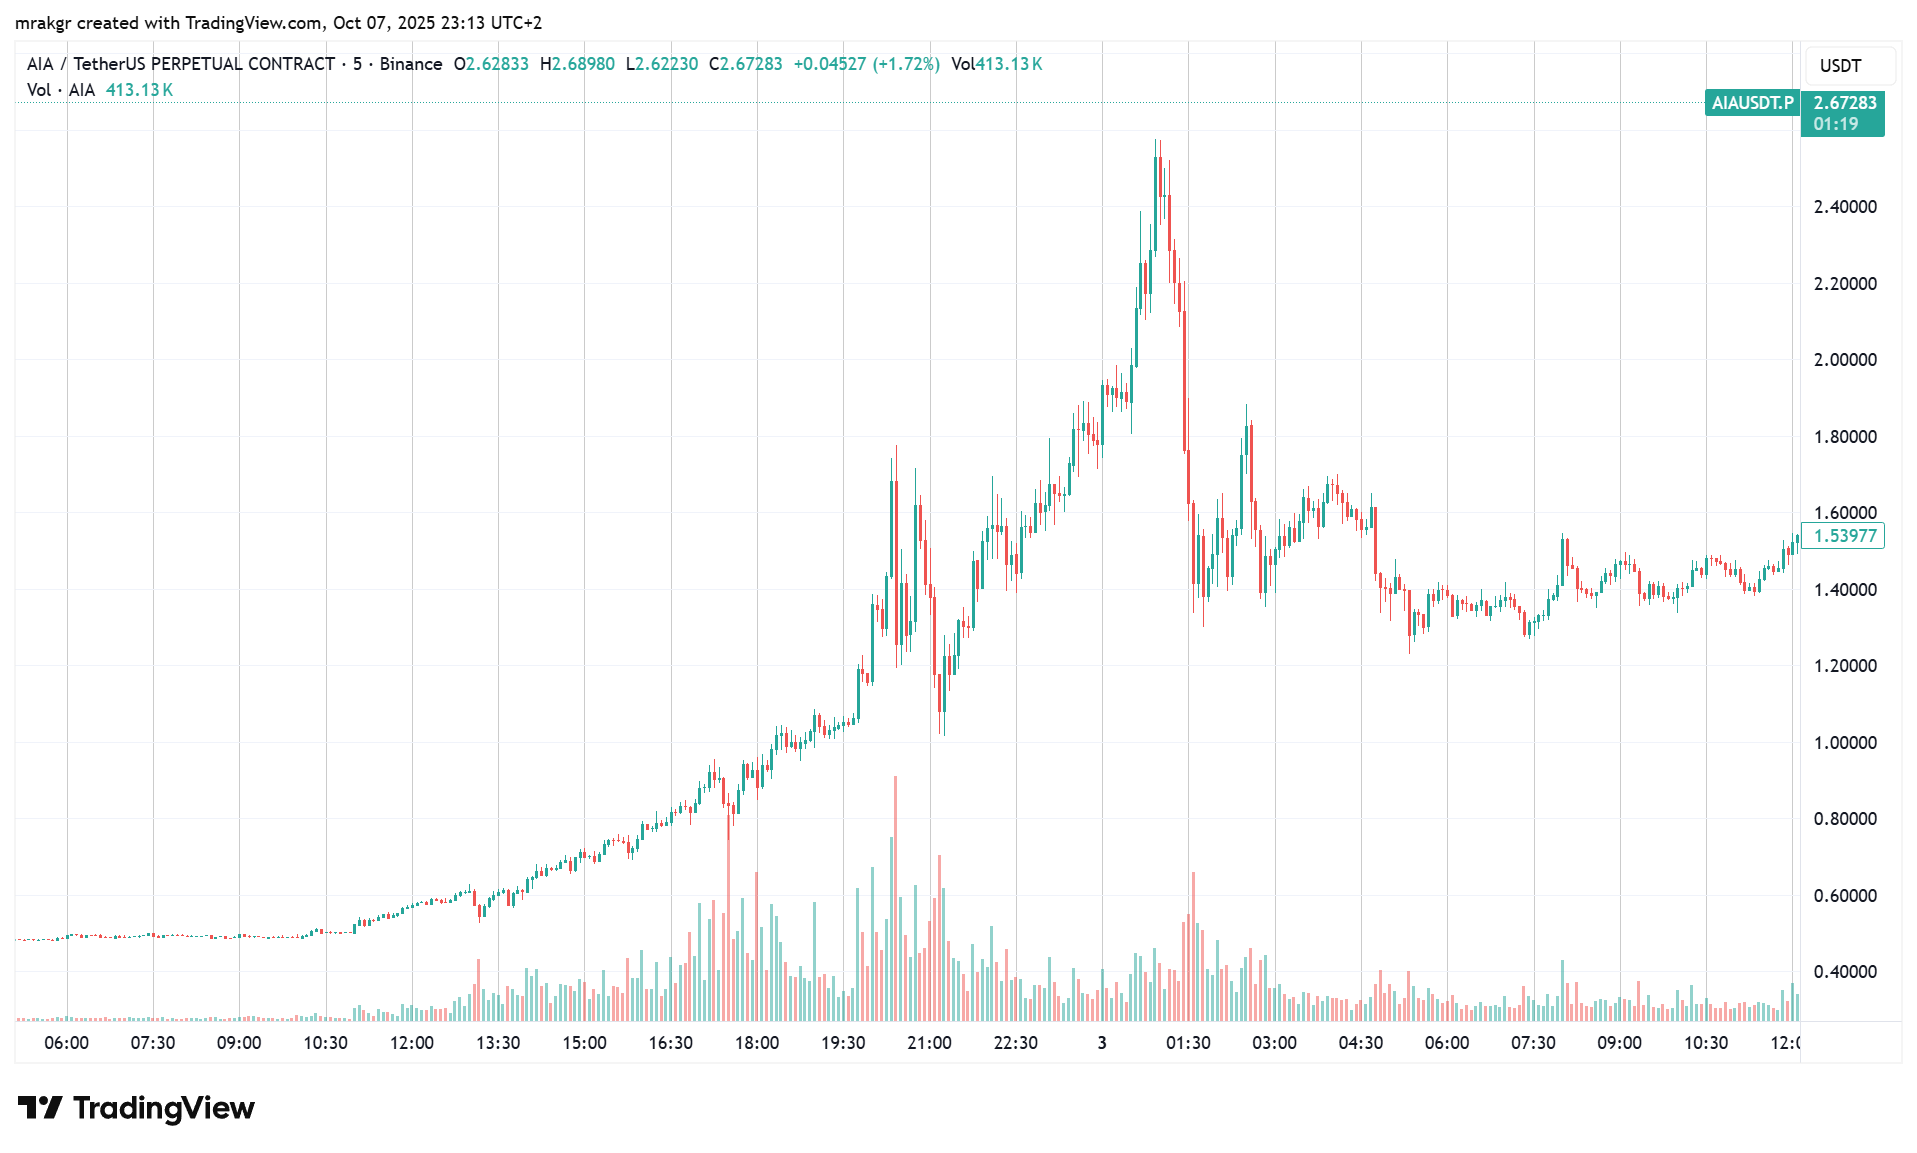 mrakgr created with TradingView.com, Oct 07, 2025 23:13 UTC+2
AIA / TetherUS PERPETUAL CONTRACT · 5 · Binance O2.62833 H2.68980 L2.62230 C2.67283 +0.04527 (+1.72%) Vol413.13K
Vol · AIA 413.13K
USDT
AIAUSDT.P 2.67283
01:19
2.40000
2.20000
2.00000
1.80000
1.60000
1.53977
1.40000
1.20000
1.00000
0.80000
0.60000
0.40000
06:00 07:30 09:00 10:30 12:00 13:30 15:00 16:30 18:00 19:30 21:00 22:30 3 01:30 03:00 04:30 06:00 07:30 09:00 10:30
TradingView